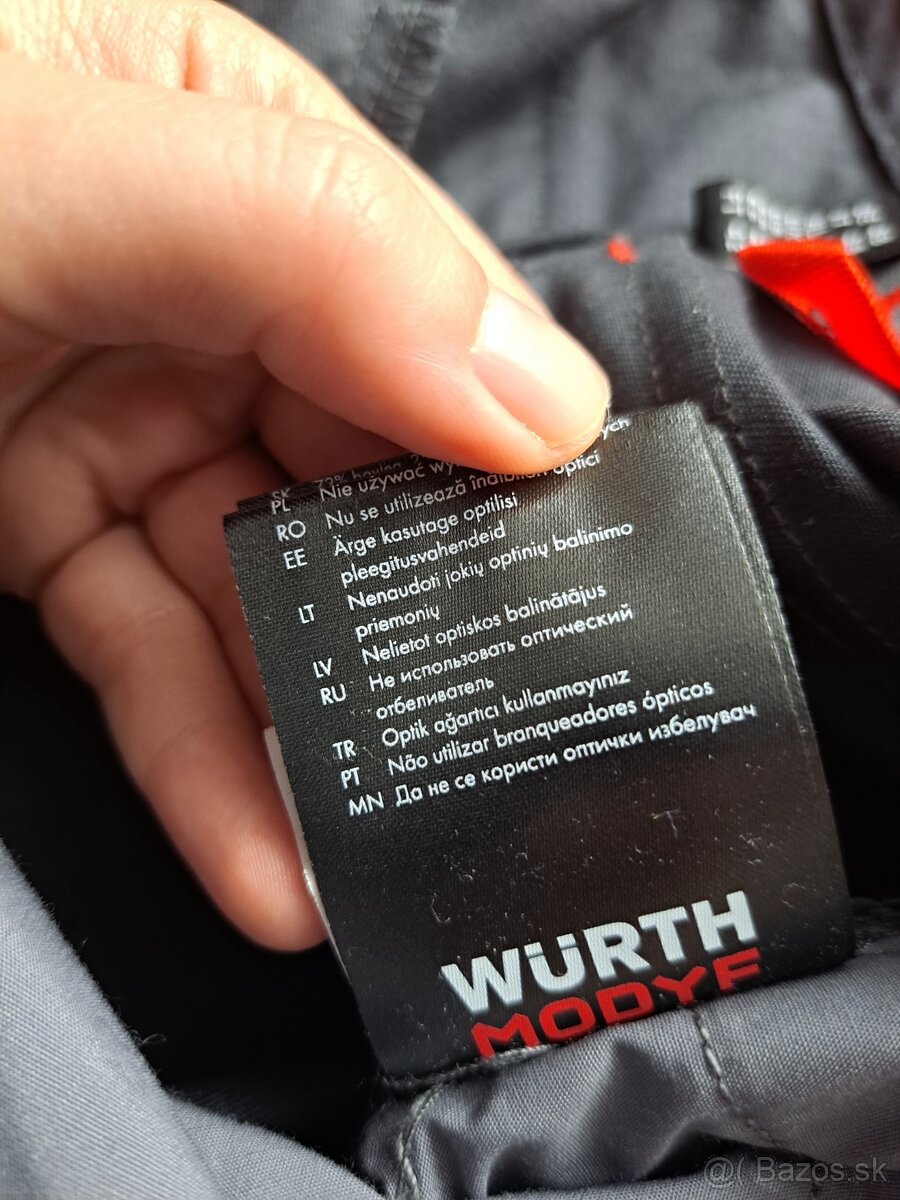 SK
PL Nie używać
RO Nu se utilizează optici
EE Ärge kasutage optilisi
pleegitusvahendeid
LT Nenaudoti jokių optinių balinimo
priemonių
LV Nelietot optiskos balinātājus
RU Не использовать оптический
отбеливатель
TR Optik ağartıcı kullanmayınız
PT Não utilizar branqueadores ópticos
MN Да не се користи оптички избелувач
WÜRTH
MODYF
@( Bazos.sk